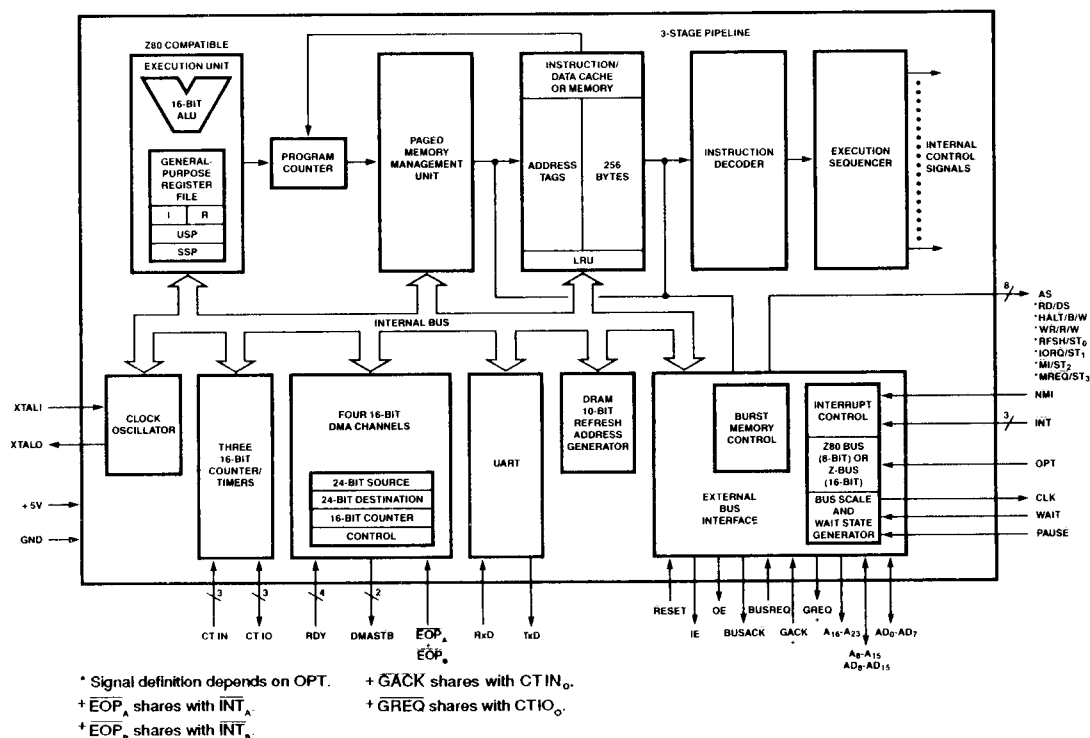 3-STAGE PIPELINE
Z80 COMPATIBLE
EXECUTION UNIT
16-BIT
ALU
GENERAL-
PURPOSE
REGISTER
FILE
I R
USP
SSP
PROGRAM
COUNTER
PAGED
MEMORY
MANAGEMENT
UNIT
INSTRUCTION/
DATA CACHE
OR MEMORY
ADDRESS
TAGS
256
BYTES
LRU
INSTRUCTION
DECODER
EXECUTION
SEQUENCER
INTERNAL
CONTROL
SIGNALS
INTERNAL BUS
XTALI
XTALO
+5V
GND
CLOCK
OSCILLATOR
THREE
16-BIT
COUNTER/
TIMERS
FOUR 16-BIT
DMA CHANNELS
24-BIT SOURCE
24-BIT DESTINATION
16-BIT COUNTER
CONTROL
UART
DRAM
10-BIT
REFRESH
ADDRESS
GENERATOR
BURST
MEMORY
CONTROL
EXTERNAL
BUS
INTERFACE
INTERRUPT
CONTROL
Z80 BUS
(8-BIT) OR
Z-BUS
(16-BIT)
BUS SCALE
AND
WAIT STATE
GENERATOR
8
AS
*RD/DS
*HALT/B/W
*WR/R/W
*RFSH/ST0
*IORQ/ST1
*MI/ST2
*MREQ/ST3
NMI
3
INT
OPT
CLK
WAIT
PAUSE
3
CT IN
3
CT IO
4
RDY
2
DMASTB
EOPA
+
EOPB
RxD
TxD
RESET
IE
OE
BUSACK
BUSREQ
GACK
+
GREQ
+
A16-A23
A8-A15
AD8-AD15
AD0-AD7
* Signal definition depends on OPT.
+ EOPA shares with INTA.
+ EOPB shares with INTB.
+ GACK shares with CTIN0.
+ GREQ shares with CTIO0.